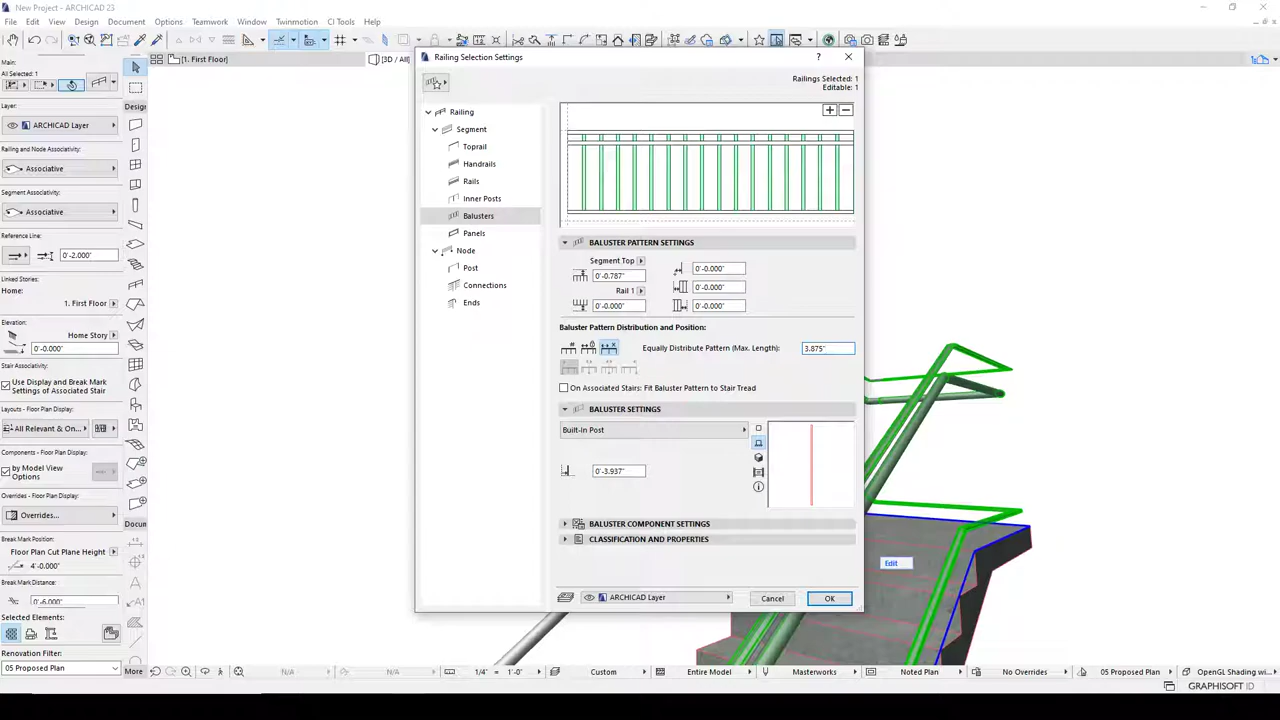 New Project - ARCHICAD 23
File Edit View Design Document Options Teamwork Window Twinmotion CI Tools Help
Main:
All Selected: 1
[1. First Floor]
[3D / All]
Layer:
ARCHICAD Layer
Railing and Node Associativity:
Associative
Segment Associativity:
Associative
Reference Line:
0'-2.000"
Linked Stories:
Home:
1. First Floor
Elevation:
Home Story
0'-0.000"
Stair Associativity:
Use Display and Break Mark
Settings of Associated Stair
Layouts - Floor Plan Display:
All Relevant & On...
Components - Floor Plan Display:
by Model View
Options
Overrides - Floor Plan Display:
Overrides...
Break Mark Position:
Floor Plan Cut Plane Height
4'-0.000"
Break Mark Distance:
0'-6.000"
Selected Elements:
Renovation Filter:
05 Proposed Plan
Design
Docun
More
Railing Selection Settings
?
Railings Selected: 1
Editable: 1
Railing
Segment
Toprail
Handrails
Rails
Inner Posts
Balusters
Panels
Node
Post
Connections
Ends
BALUSTER PATTERN SETTINGS
Segment Top
0'-0.787"
0'-0.000"
Rail 1
0'-0.000"
0'-0.000"
0'-0.000"
Baluster Pattern Distribution and Position:
Equally Distribute Pattern (Max. Length):
3.875"
On Associated Stairs: Fit Baluster Pattern to Stair Tread
BALUSTER SETTINGS
Built-In Post
0'-3.937"
BALUSTER COMPONENT SETTINGS
CLASSIFICATION AND PROPERTIES
ARCHICAD Layer
Cancel
OK
Edit
N/A
N/A
1/4" = 1'-0"
Custom
Entire Model
Masterworks
Noted Plan
No Overrides
05 Proposed Plan
OpenGL Shading wi...
GRAPHISOFT ID